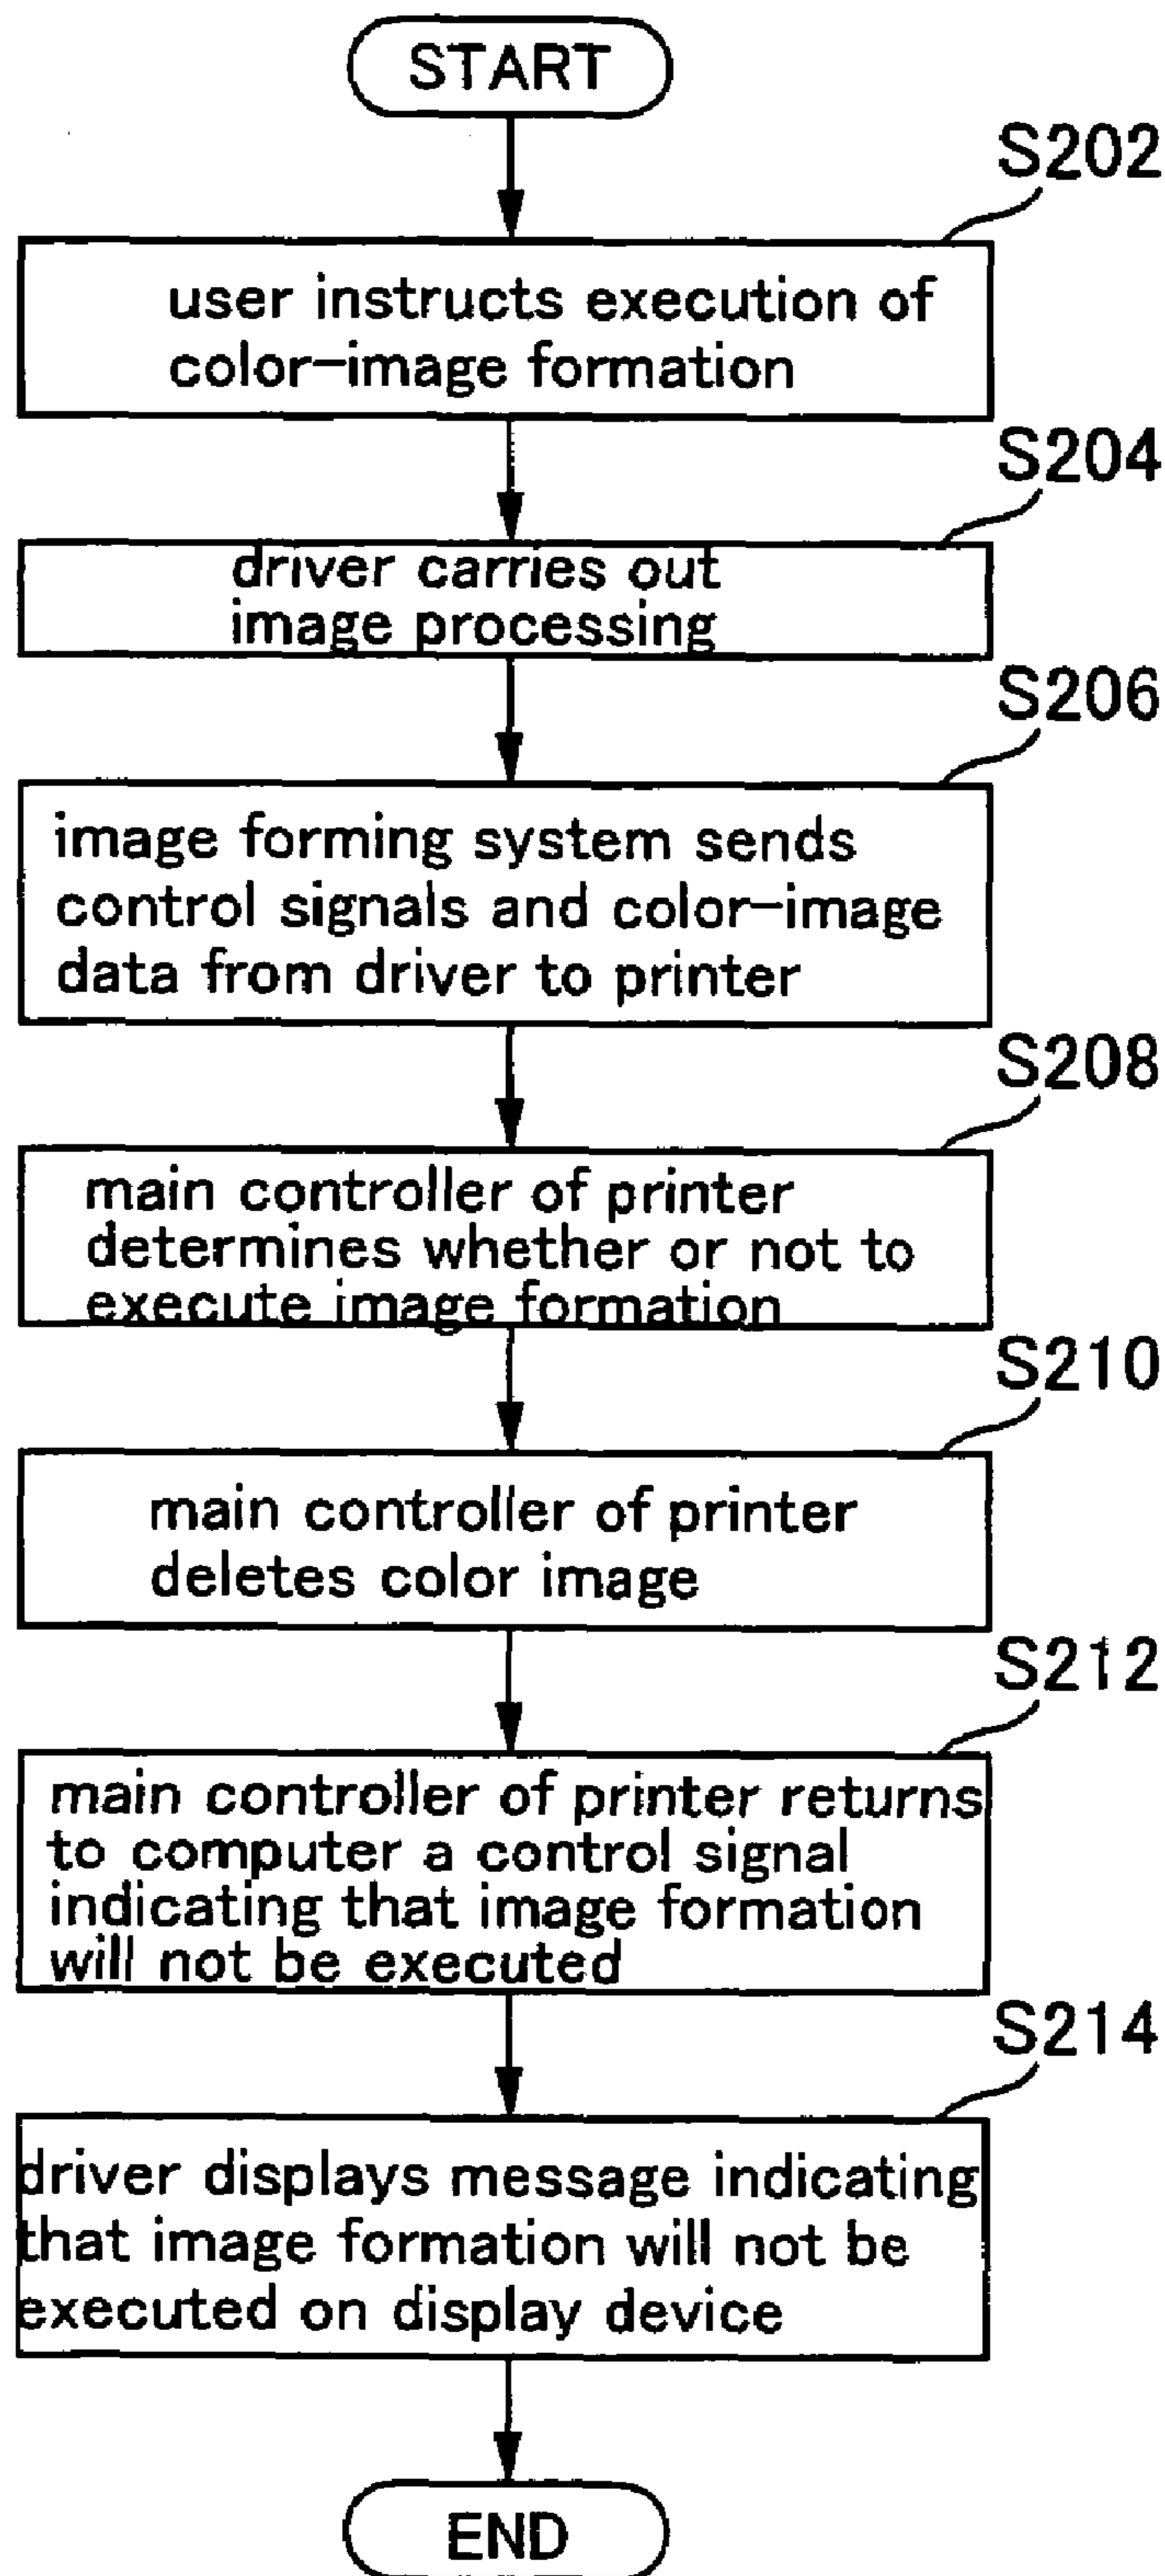 START
S202
user instructs execution of
color-image formation
S204
driver carries out
image processing
S206
image forming system sends
control signals and color-image
data from driver to printer
S208
main controller of printer
determines whether or not to
execute image formation
S210
main controller of printer
deletes color image
S212
main controller of printer returns
to computer a control signal
indicating that image formation
will not be executed
S214
driver displays message indicating
that image formation will not be
executed on display device
END